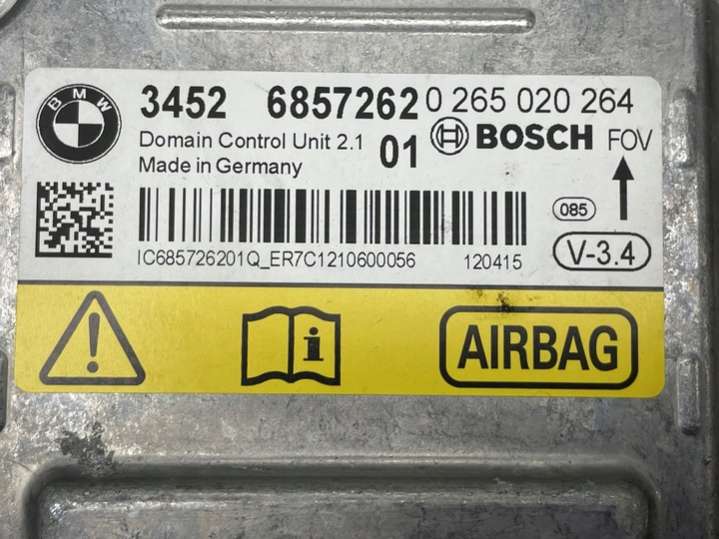 BMW
3452 6857262 0 265 020 264
Domain Control Unit 2.1 01 BOSCH FOV
Made in Germany
085
V-3.4
IC685726201Q_ER7C1210600056 120415
i
AIRBAG